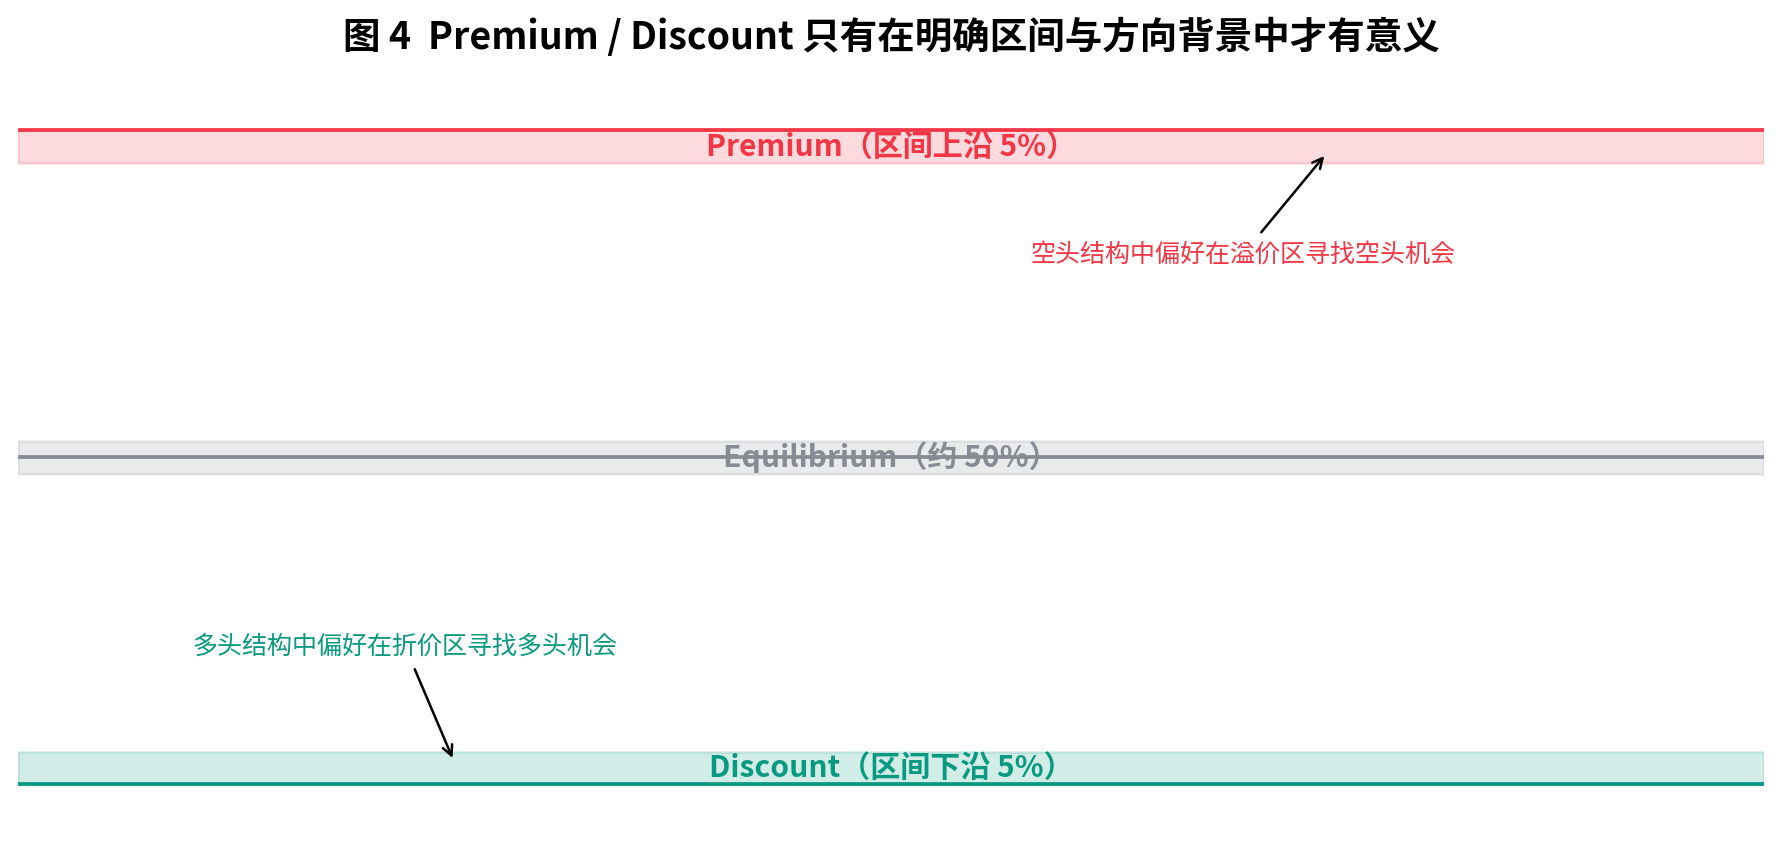 图 4 Premium / Discount 只有在明确区间与方向背景中才有意义
Premium（区间上沿 5%）
空头结构中偏好在溢价区寻找空头机会
Equilibrium（约 50%）
多头结构中偏好在折价区寻找多头机会
Discount（区间下沿 5%）